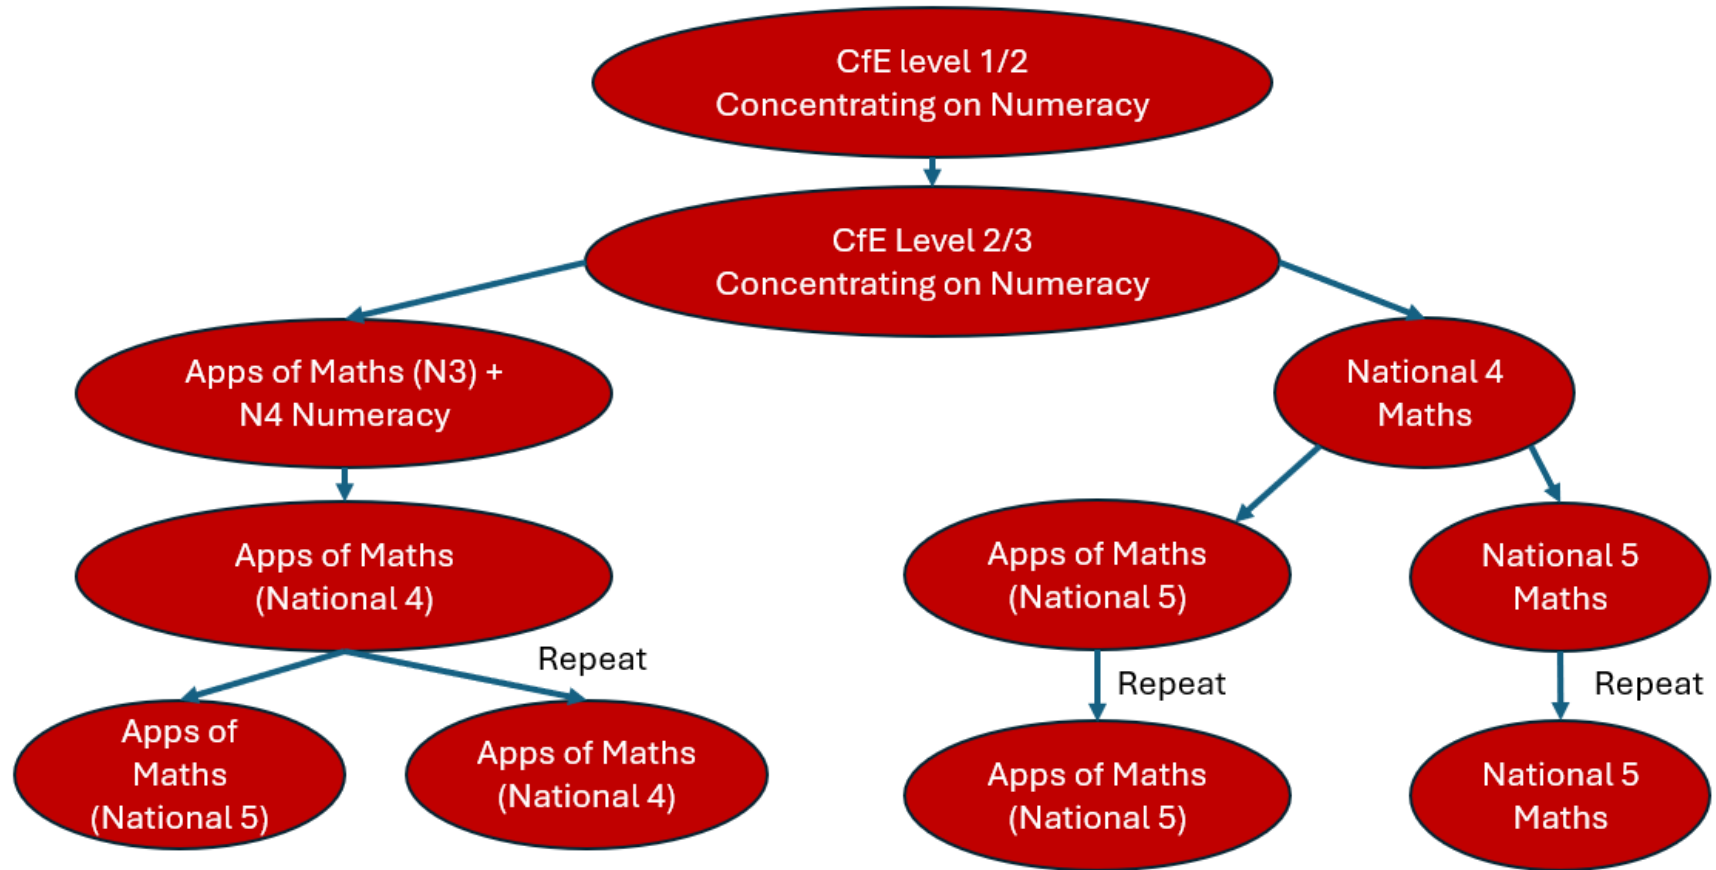 CfE level 1/2
Concentrating on Numeracy
CfE Level 2/3
Concentrating on Numeracy
Apps of Maths (N3) +
N4 Numeracy
National 4
Maths
Apps of Maths
(National 4)
Apps of Maths
(National 5)
National 5
Maths
Repeat
Repeat
Repeat
Apps of
Maths
(National 5)
Apps of Maths
(National 4)
Apps of Maths
(National 5)
National 5
Maths